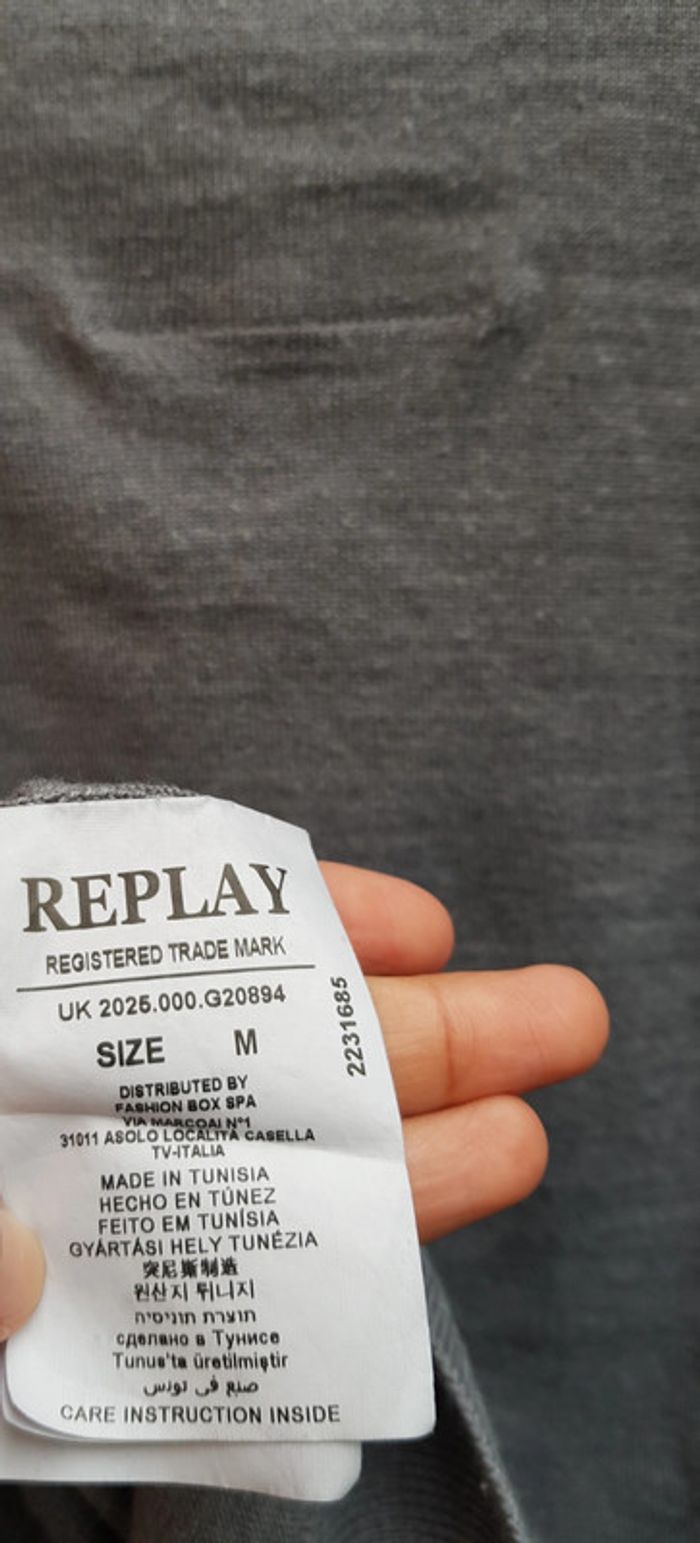 REPLAY
REGISTERED TRADE MARK
UK 2025.000.G20894
SIZE M
2231685
DISTRIBUTED BY
FASHION BOX SPA
VIA N°1
31011 ASOLO LOCALITÀ CASELLA
TV-ITALIA
MADE IN TUNISIA
HECHO EN TÚNEZ
FEITO EM TUNÍSIA
GYÁRTÁSI HELY TUNÉZIA
突尼斯制造
원산지 튀니지
תוצרת תוניסיה
сделано в Тунисе
Tunus'ta üretilmiştir
صنع فى تونس
CARE INSTRUCTION INSIDE